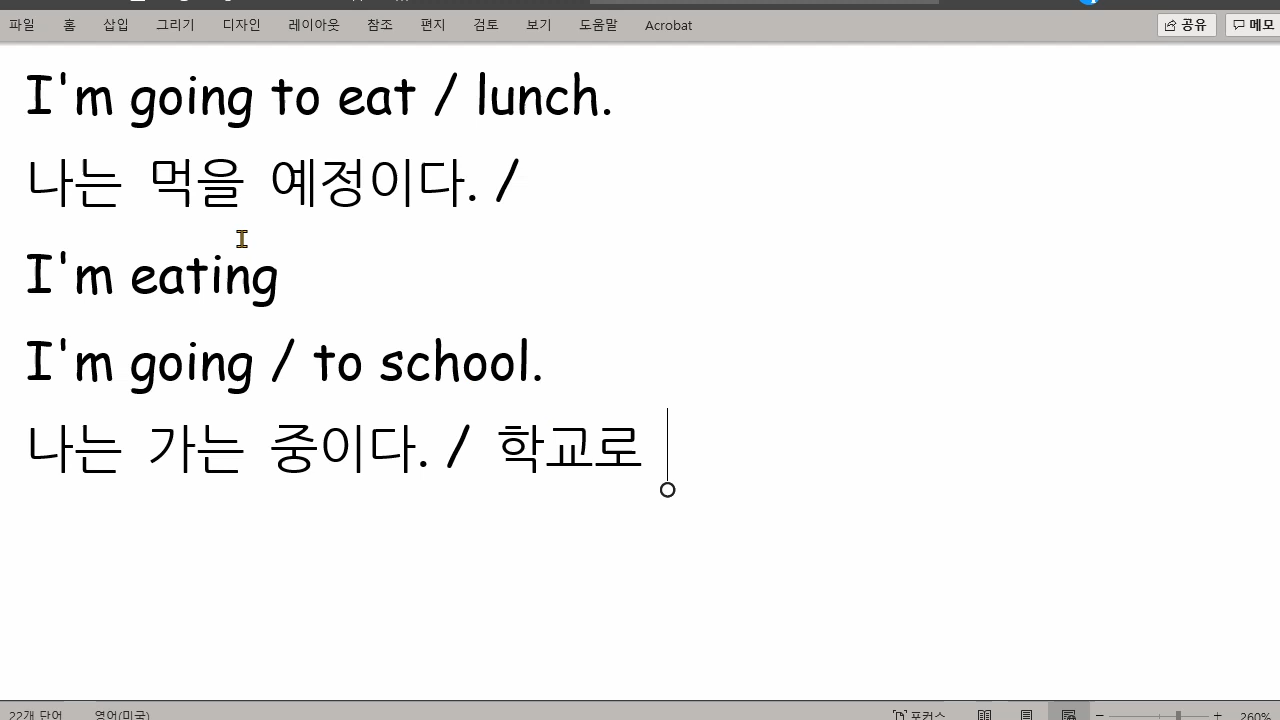 파일 홈 삽입 그리기 디자인 레이아웃 참조 편지 검토 보기 도움말 Acrobat 공유 메모
I'm going to eat / lunch.
나는 먹을 예정이다. /
I'm eating
I'm going / to school.
나는 가는 중이다. / 학교로
22개 단어 영어(미국) 포커스 260%